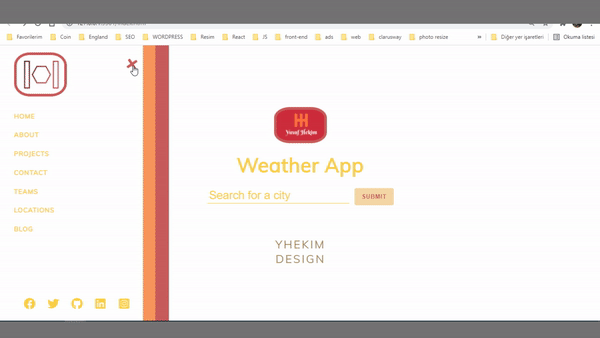 Favorilerim Coin England SEO WORDPRESS Resim React JS front-end ads web clarusway photo resize » Diğer yer işaretleri Okuma listesi
HOME
ABOUT
PROJECTS
CONTACT
TEAMS
LOCATIONS
BLOG
Yusuf Yhekim
Weather App
Search for a city SUBMIT
YHEKIM
DESIGN